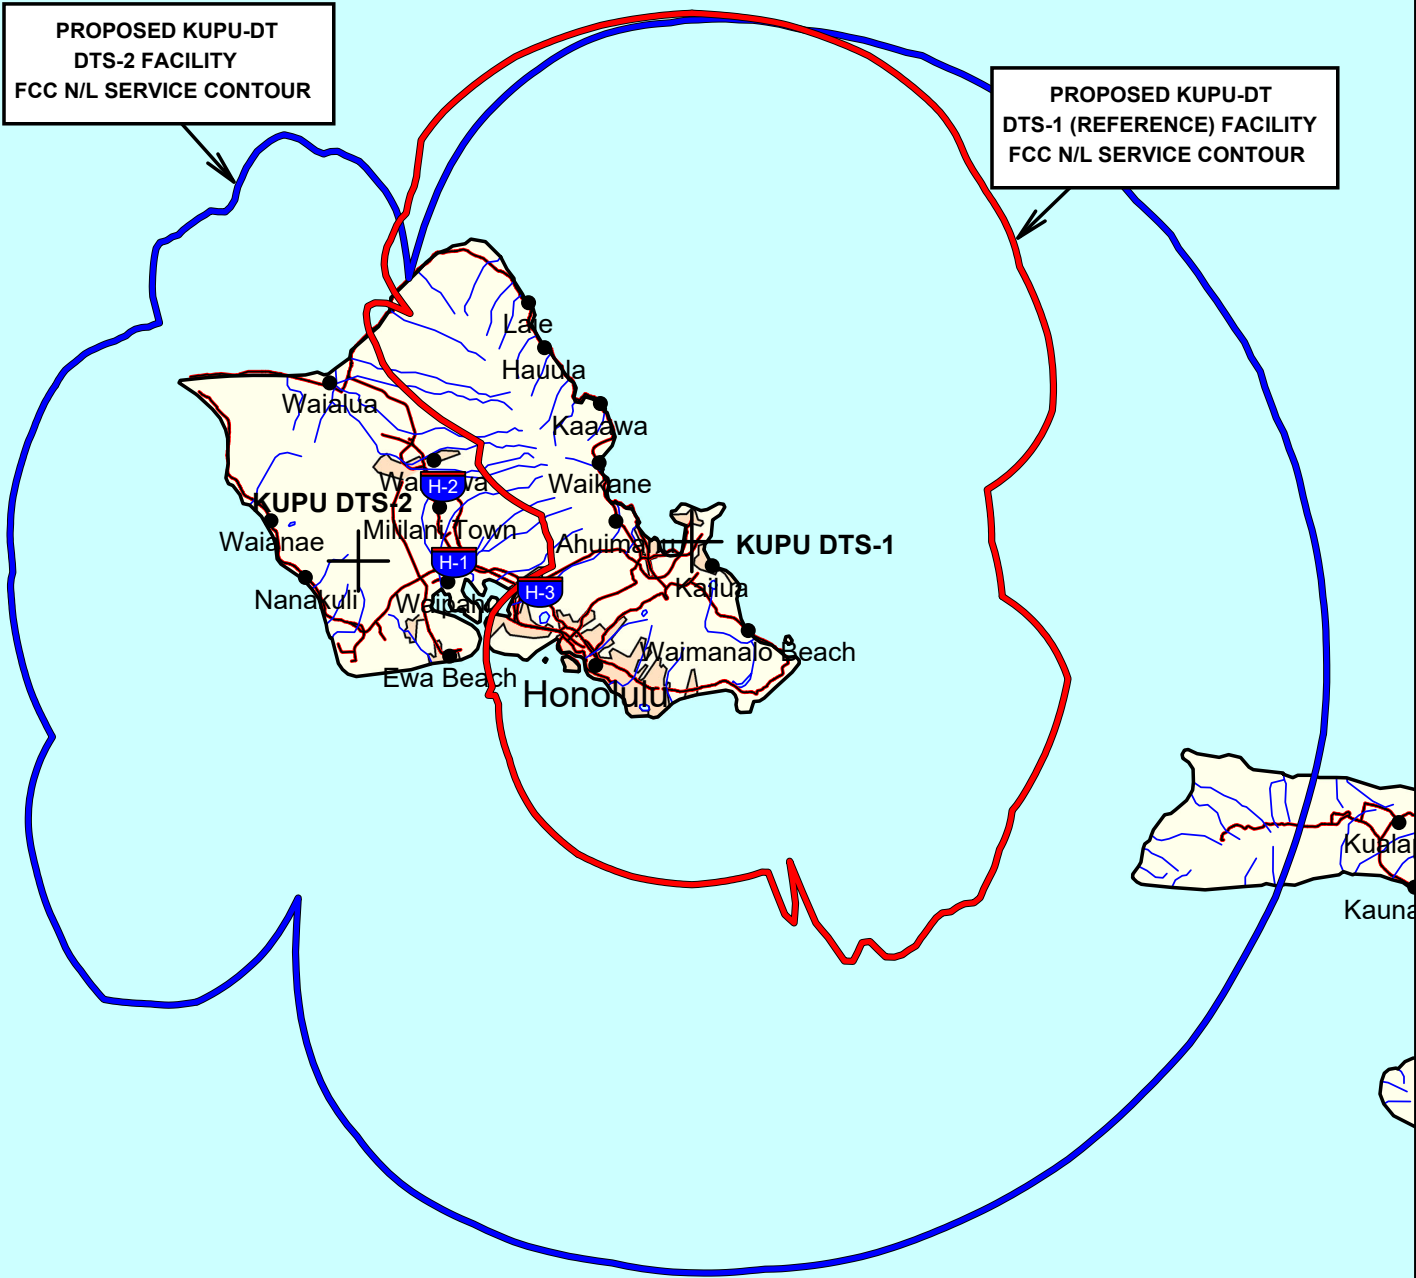 PROPOSED KUPU-DT
DTS-2 FACILITY
FCC N/L SERVICE CONTOUR
PROPOSED KUPU-DT
DTS-1 (REFERENCE) FACILITY
FCC N/L SERVICE CONTOUR
Laie
Hauula
Waialua
Kaaawa
H-2
Waikane
KUPU DTS-2
Mililani Town
Waianae
Ahuimanu
KUPU DTS-1
H-1
Kailua
H-3
Nanakuli
Waipahu
Waimanalo Beach
Ewa Beach
Honolulu
Kuala
Kauna